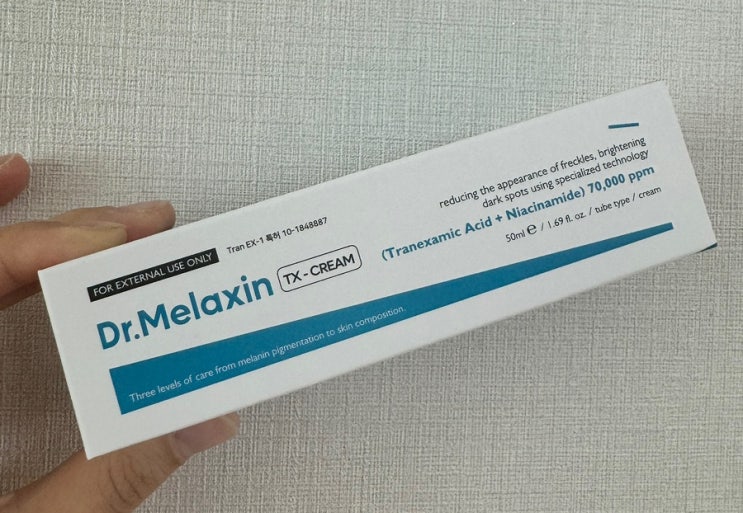 FOR EXTERNAL USE ONLY Tran EX-1 특허 10-1848887
Dr.Melaxin TX-CREAM
Three levels of care from melanin pigmentation to skin composition.
reducing the appearance of freckles, brightening
dark spots using specialized technology
(Tranexamic Acid + Niacinamide) 70,000 ppm
50ml ℮ / 1.69 fl. oz. / tube type / cream